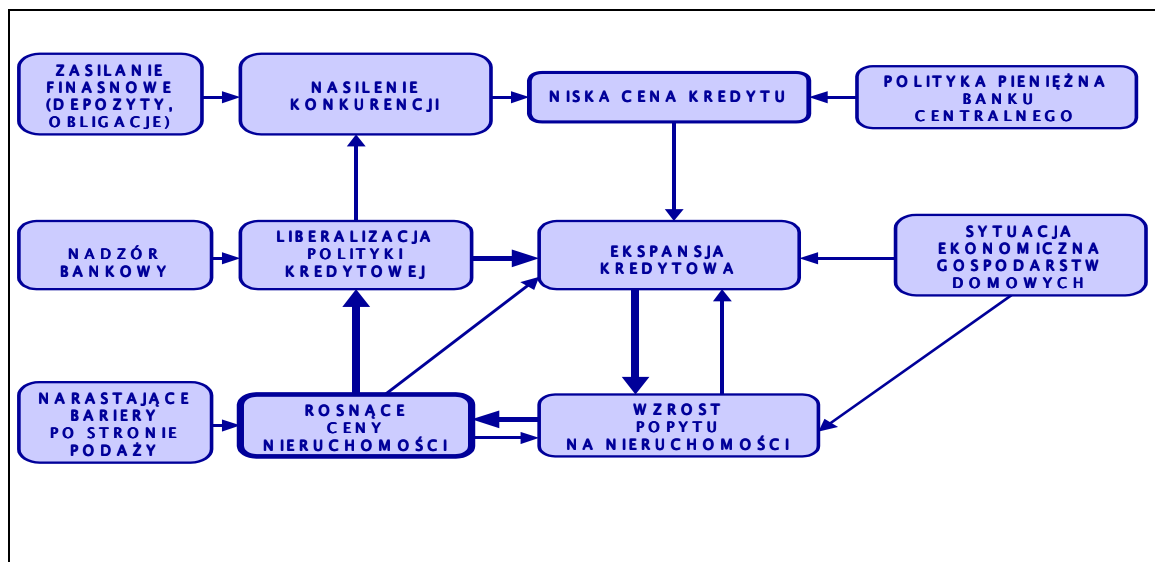 ZASILANIE
FINASNOWE
(DEPOZYTY,
OBLIGACJE)
NASILENIE
KONKURENCJI
NISKA CENA KREDYTU
POLITYKA PIENIĘŻNA
BANKU
CENTRALNEGO
NADZÓR
BANKOWY
LIBERALIZACJA
POLITYKI
KREDYTOWEJ
EKSPANSJA
KREDYTOWA
SYTUACJA
EKONOMICZNA
GOSPODARSTW
DOMOWYCH
NARASTAJĄCE
BARIERY
PO STRONIE
PODAŻY
ROSNĄCE
CENY
NIERUCHOMOŚCI
WZROST
POPYTU
NA NIERUCHOMOŚCI